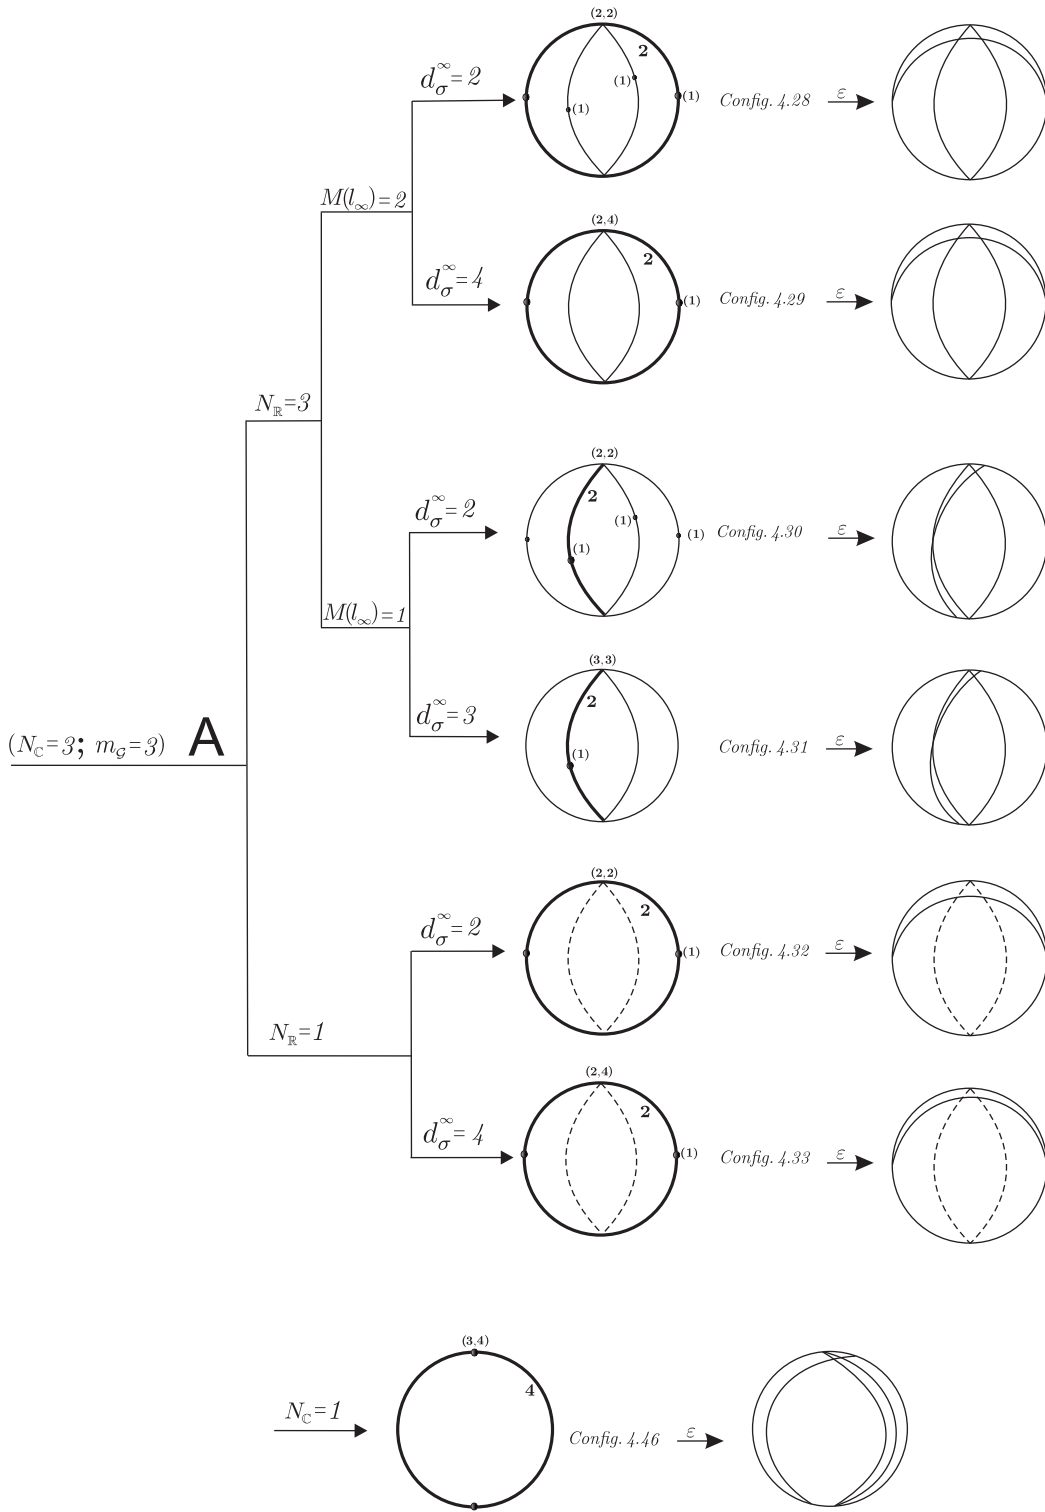 (2,2)
2
d_σ^∞=2
(1)
(1)
(1)
Config. 4.28
ε
M(l_∞)=2
(2,4)
2
d_σ^∞=4
(1)
Config. 4.29
ε
N_ℝ=3
(2,2)
2
d_σ^∞=2
(1)
(1)
(1)
Config. 4.30
ε
M(l_∞)=1
(3,3)
2
d_σ^∞=3
(1)
Config. 4.31
ε
(N_ℂ=3; m_𝒢=3) A
(2,2)
2
d_σ^∞=2
(1)
Config. 4.32
ε
N_ℝ=1
(2,4)
2
d_σ^∞=4
(1)
Config. 4.33
ε
(3,4)
4
N_ℂ=1
Config. 4.46
ε